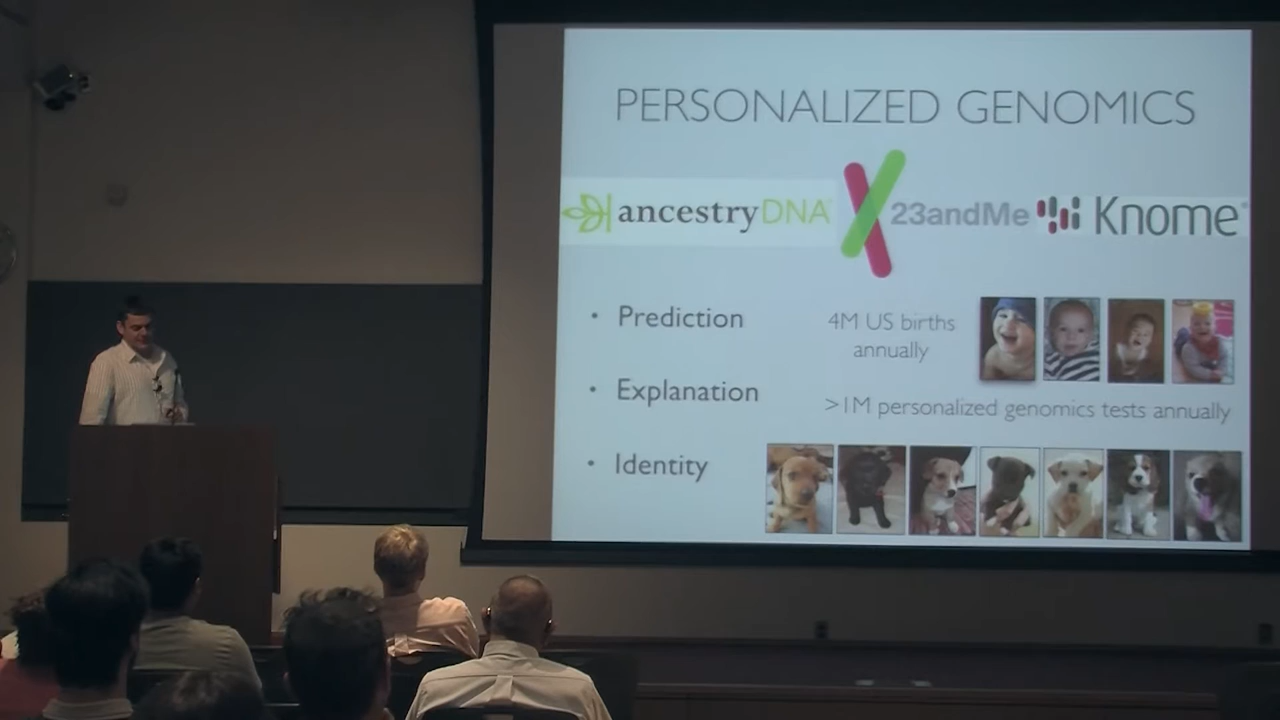 PERSONALIZED GENOMICS
ancestryDNA
23andMe
Knome
• Prediction
4M US births
annually
• Explanation
>1M personalized genomics tests annually
• Identity